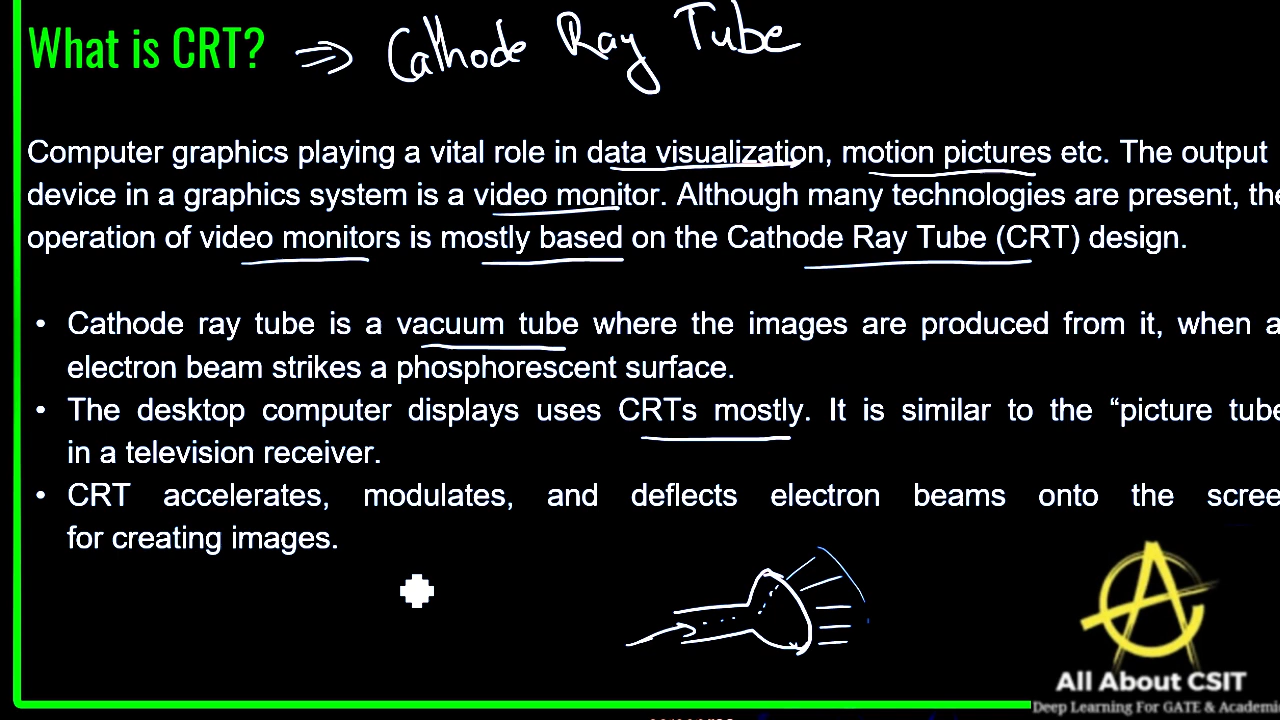 What is CRT? ⇒ Cathode Ray Tube
Computer graphics playing a vital role in data visualization, motion pictures etc. The output
device in a graphics system is a video monitor. Although many technologies are present, the
operation of video monitors is mostly based on the Cathode Ray Tube (CRT) design.
• Cathode ray tube is a vacuum tube where the images are produced from it, when a
electron beam strikes a phosphorescent surface.
• The desktop computer displays uses CRTs mostly. It is similar to the “picture tube
in a television receiver.
• CRT accelerates, modulates, and deflects electron beams onto the scree
for creating images.
All About CSIT
Deep Learning For GATE & Academi